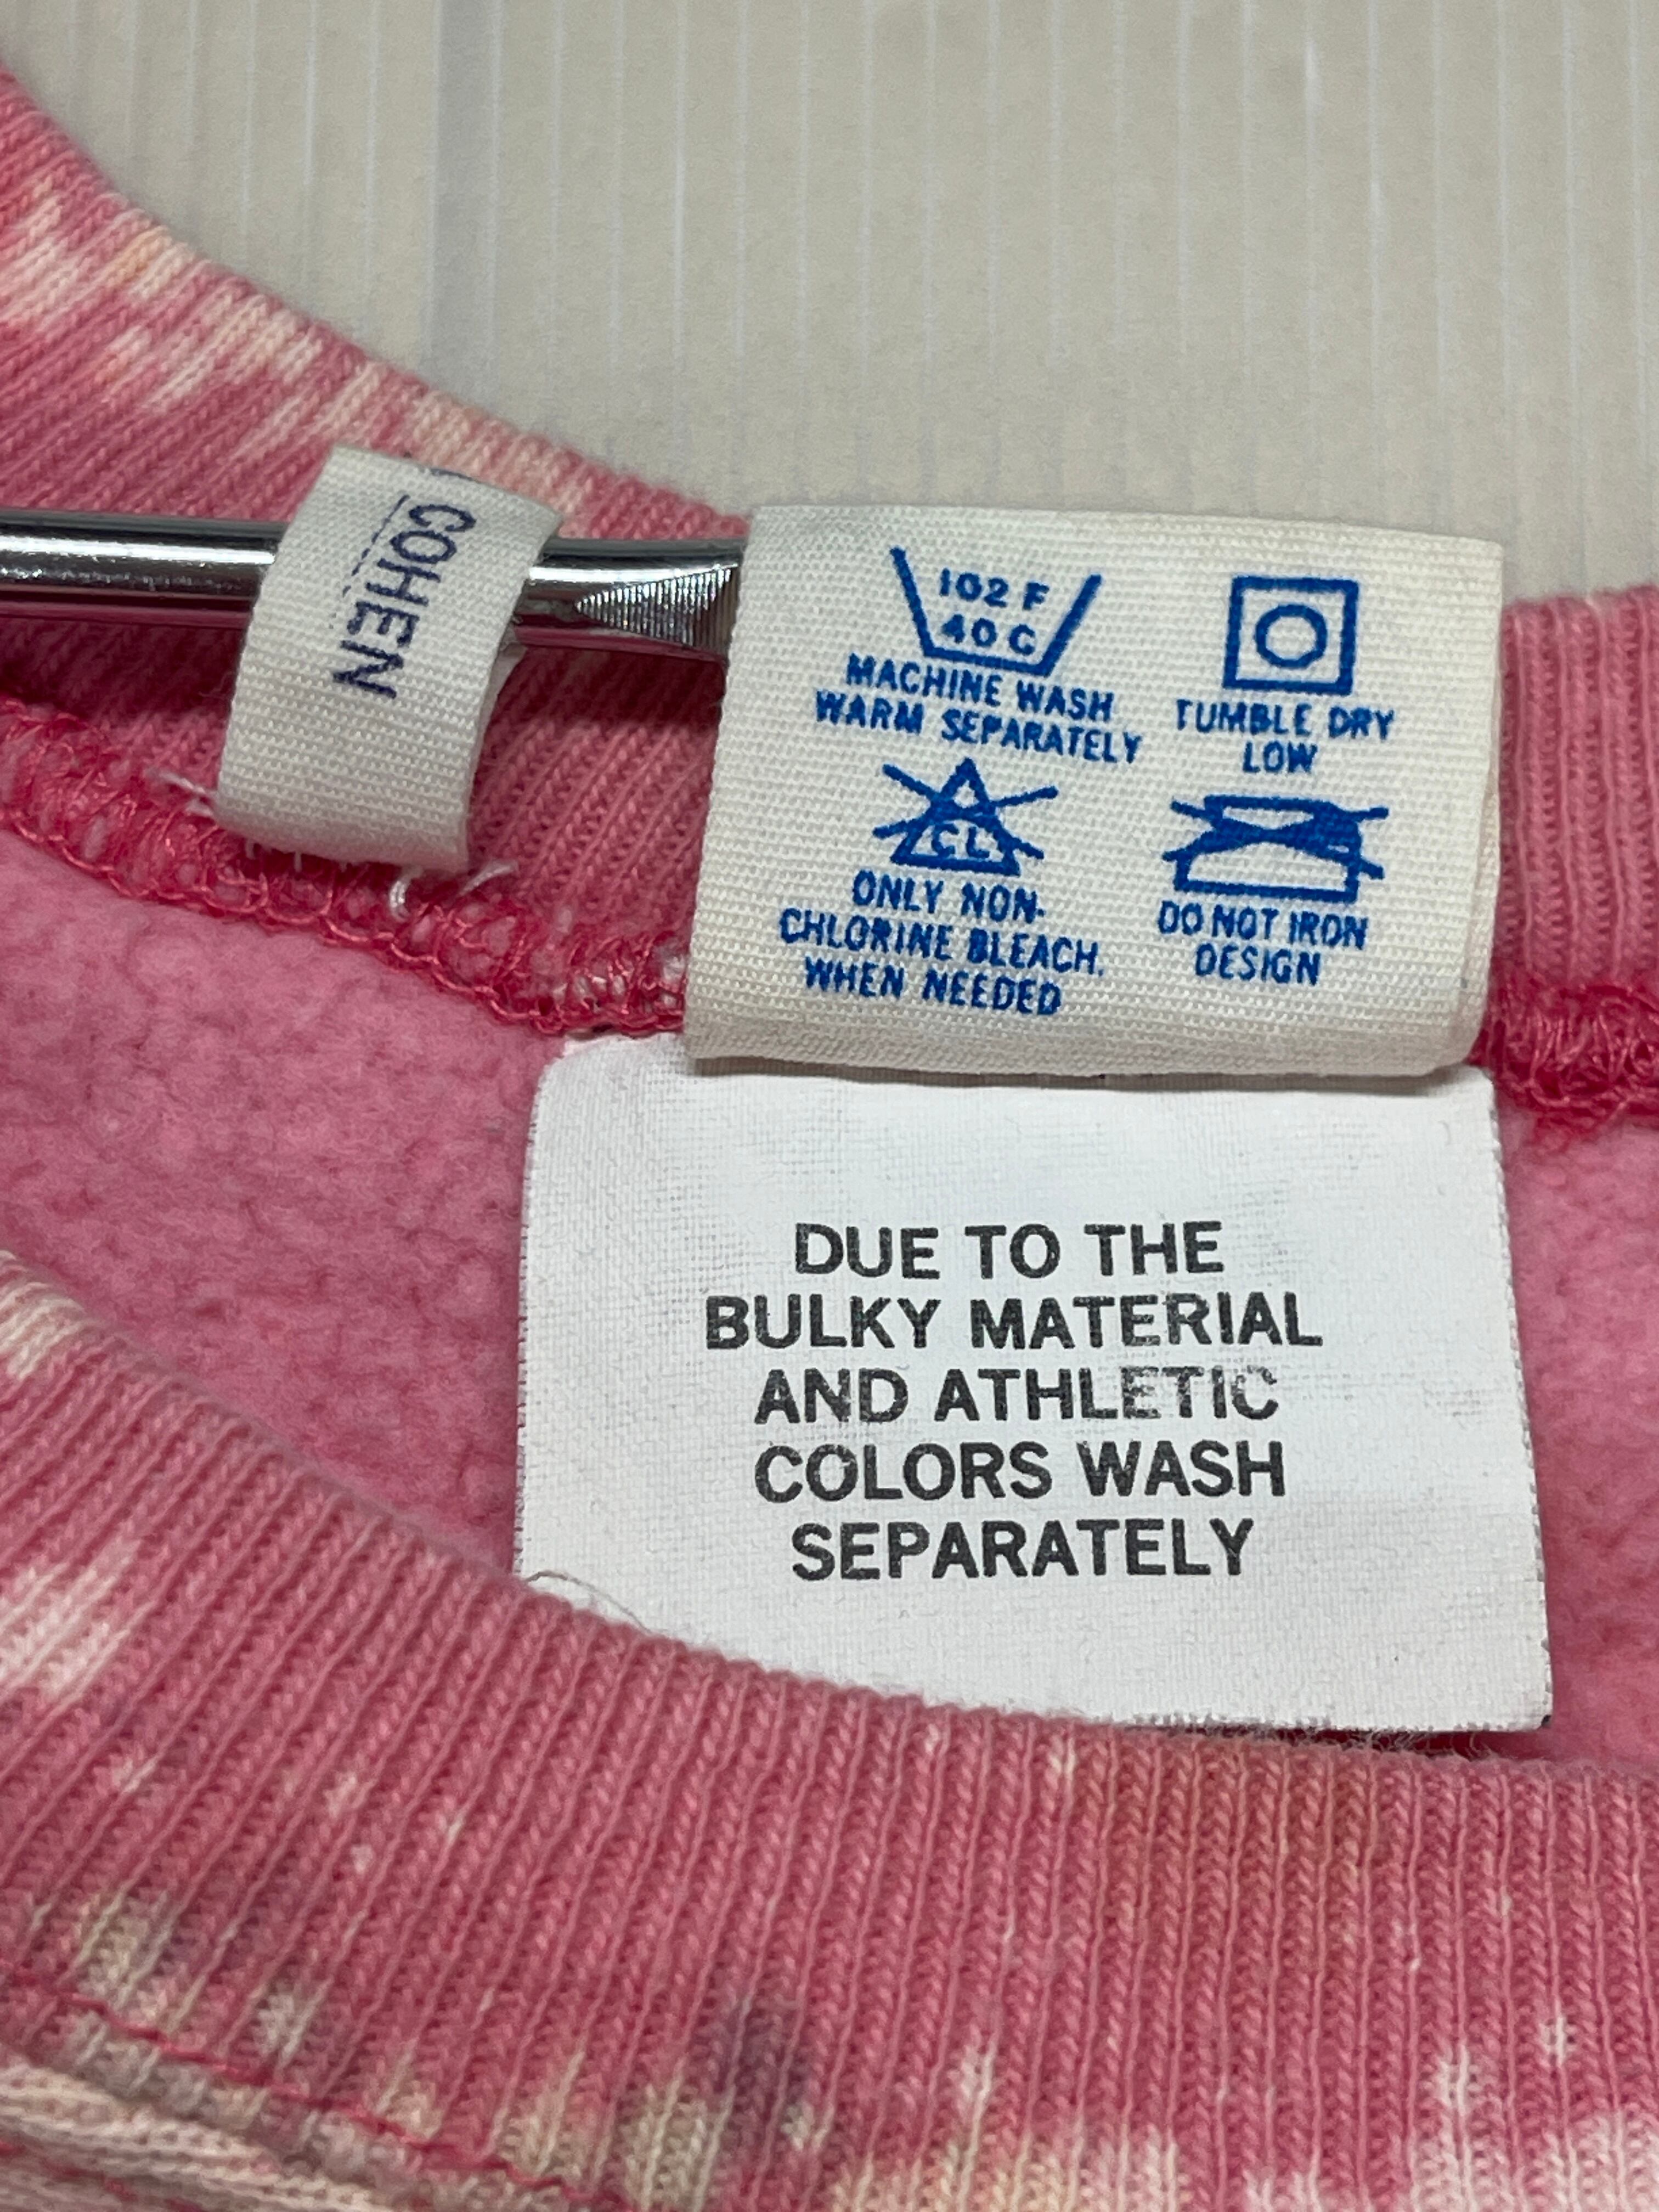 COHEN
102 F
40 C
MACHINE WASH
WARM SEPARATELY
TUMBLE DRY
LOW
CL
ONLY NON-
CHLORINE BLEACH.
WHEN NEEDED
DO NOT IRON
DESIGN
DUE TO THE
BULKY MATERIAL
AND ATHLETIC
COLORS WASH
SEPARATELY